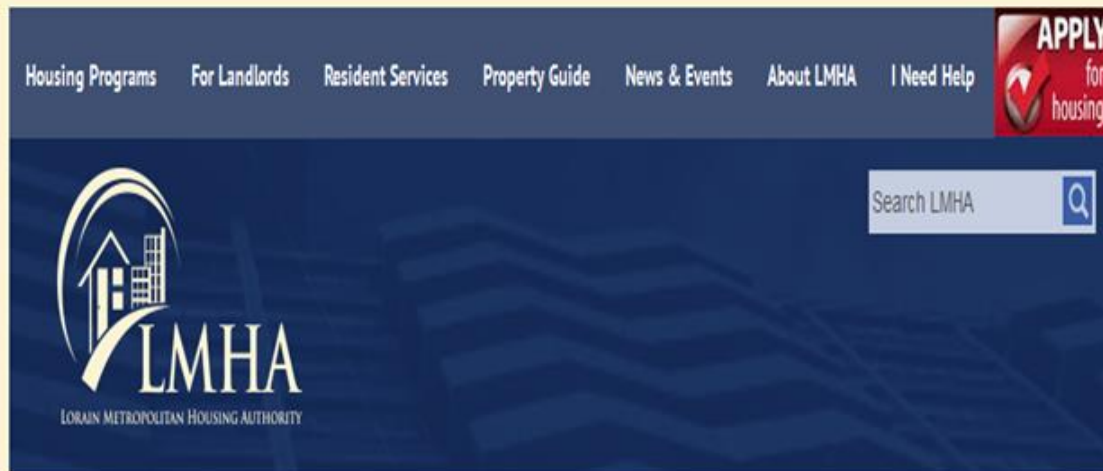 Housing Programs For Landlords Resident Services Property Guide News & Events About LMHA I Need Help
APPLY
for
housing
Search LMHA
LMHA
LORAIN METROPOLITAN HOUSING AUTHORITY